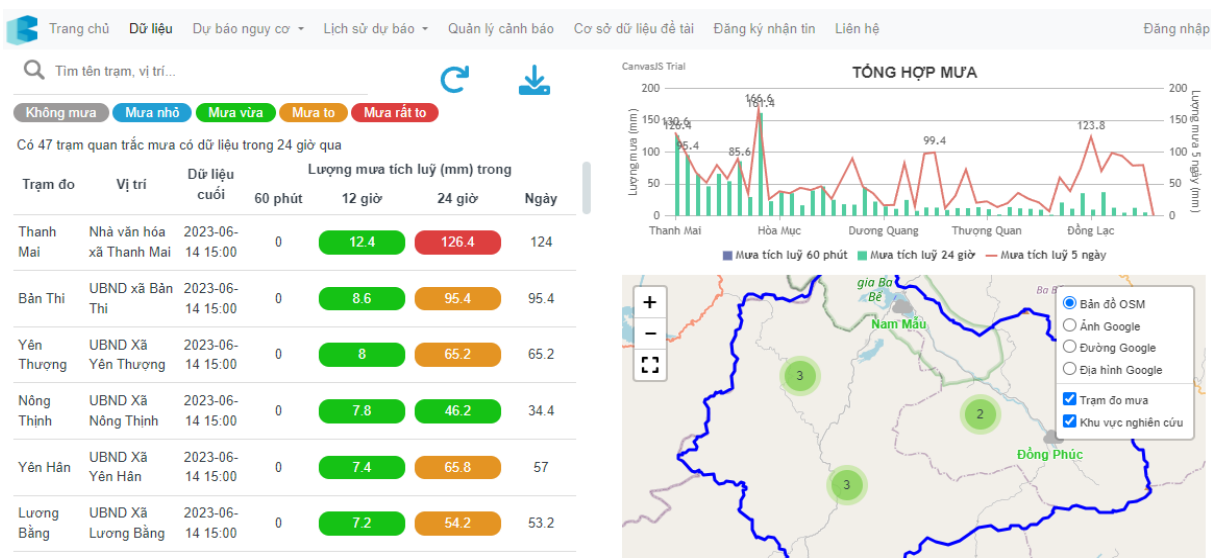 Trang chủ Dữ liệu Dự báo nguy cơ Lịch sử dự báo Quản lý cảnh báo Cơ sở dữ liệu đề tài Đăng ký nhận tin Liên hệ Đăng nhập
Tìm tên trạm, vị trí...
Không mưa Mưa nhỏ Mưa vừa Mưa to Mưa rất to
Có 47 trạm quan trắc mưa có dữ liệu trong 24 giờ qua
Trạm đo Vị trí Dữ liệu cuối Lượng mưa tích luỹ (mm) trong
60 phút 12 giờ 24 giờ Ngày
Thanh Mai Nhà văn hóa xã Thanh Mai 2023-06-14 15:00 0 12.4 126.4 124
Bản Thi UBND xã Bản Thi 2023-06-14 15:00 0 8.6 95.4 95.4
Yên Thượng UBND Xã Yên Thượng 2023-06-14 15:00 0 8 65.2 65.2
Nông Thịnh UBND Xã Nông Thịnh 2023-06-14 15:00 0 7.8 46.2 34.4
Yên Hân UBND Xã Yên Hân 2023-06-14 15:00 0 7.4 65.8 57
Lương Bằng UBND Xã Lương Bằng 2023-06-14 15:00 0 7.2 54.2 53.2
CanvasJS Trial
TỔNG HỢP MƯA
Lượng mưa (mm)
200
150
100
50
0
130.6
126.4
95.4
85.6
166.6
161.4
99.4
123.8
200
150
100
50
0
Lượng mưa 5 ngày (mm)
Thanh Mai Hòa Mục Dương Quang Thượng Quan Đồng Lạc
Mưa tích luỹ 60 phút Mưa tích luỹ 24 giờ Mưa tích luỹ 5 ngày
+
−
gia Ba
Bể
Ba B
Nam Mẫu
3
2
3
Đồng Phúc
Bản đồ OSM
Ảnh Google
Đường Google
Địa hình Google
Trạm đo mưa
Khu vực nghiên cứu